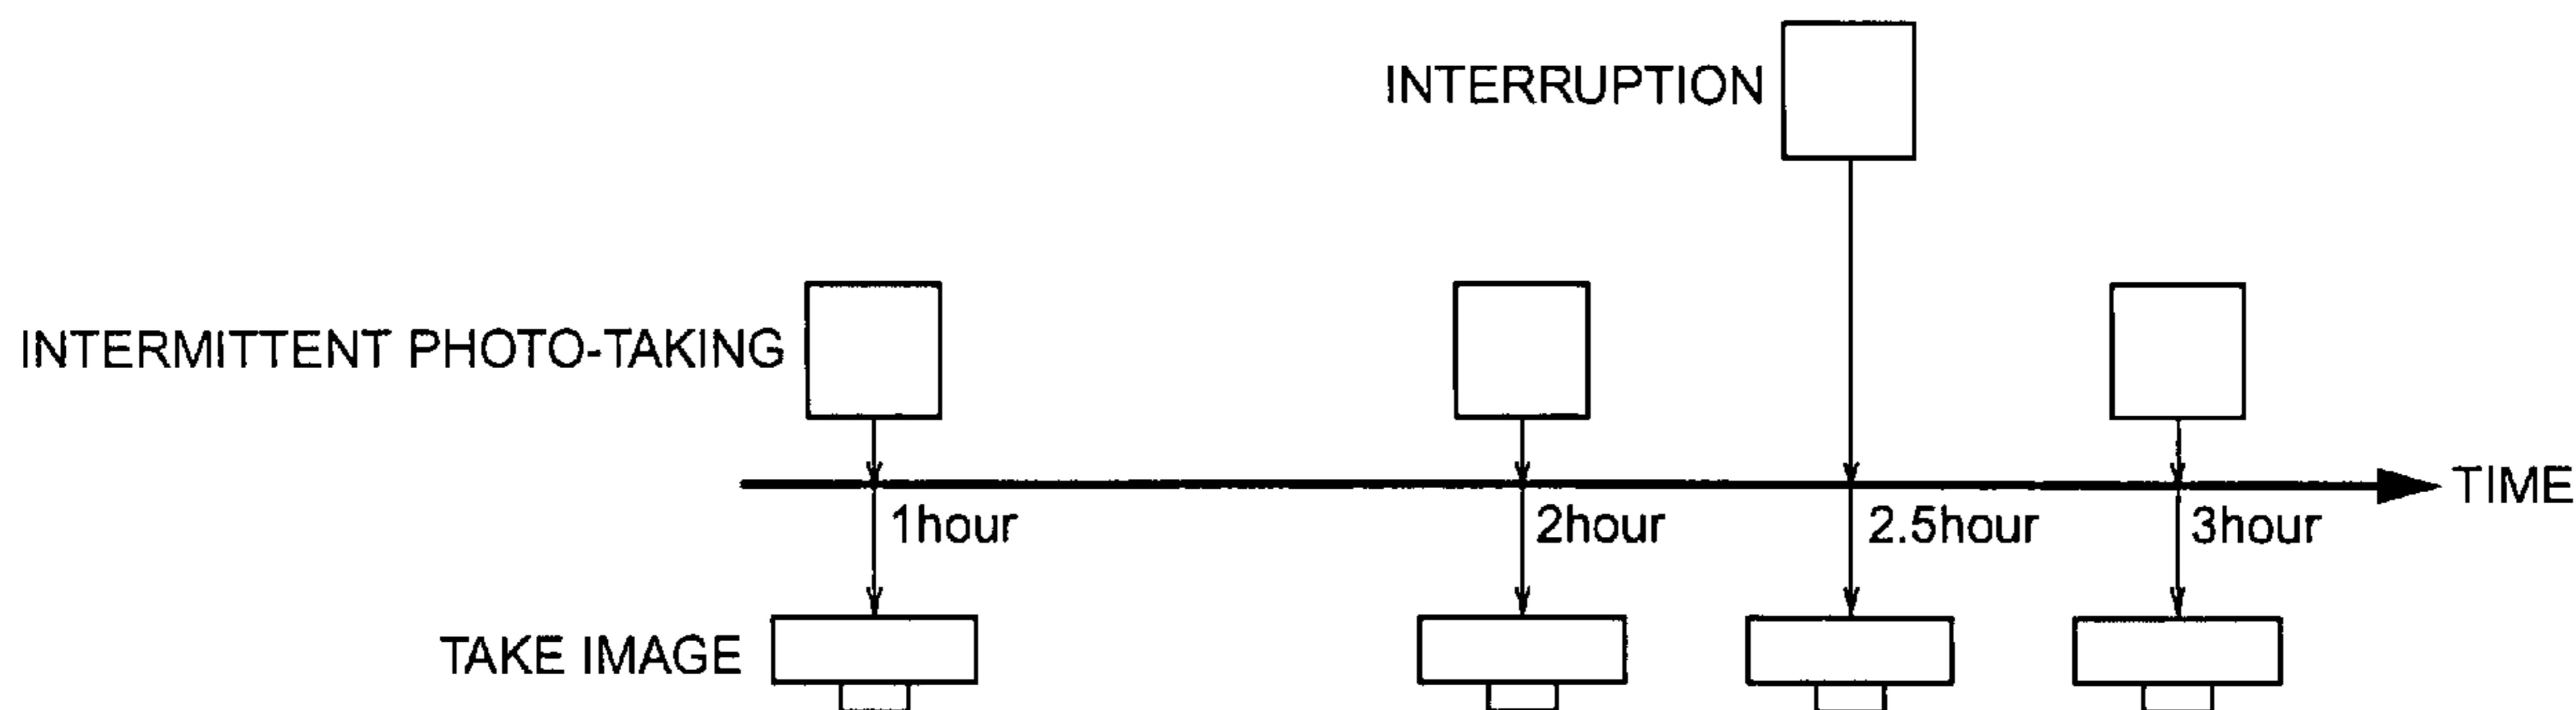 INTERRUPTION
INTERMITTENT PHOTO-TAKING
TIME
1hour
2hour
2.5hour
3hour
TAKE IMAGE